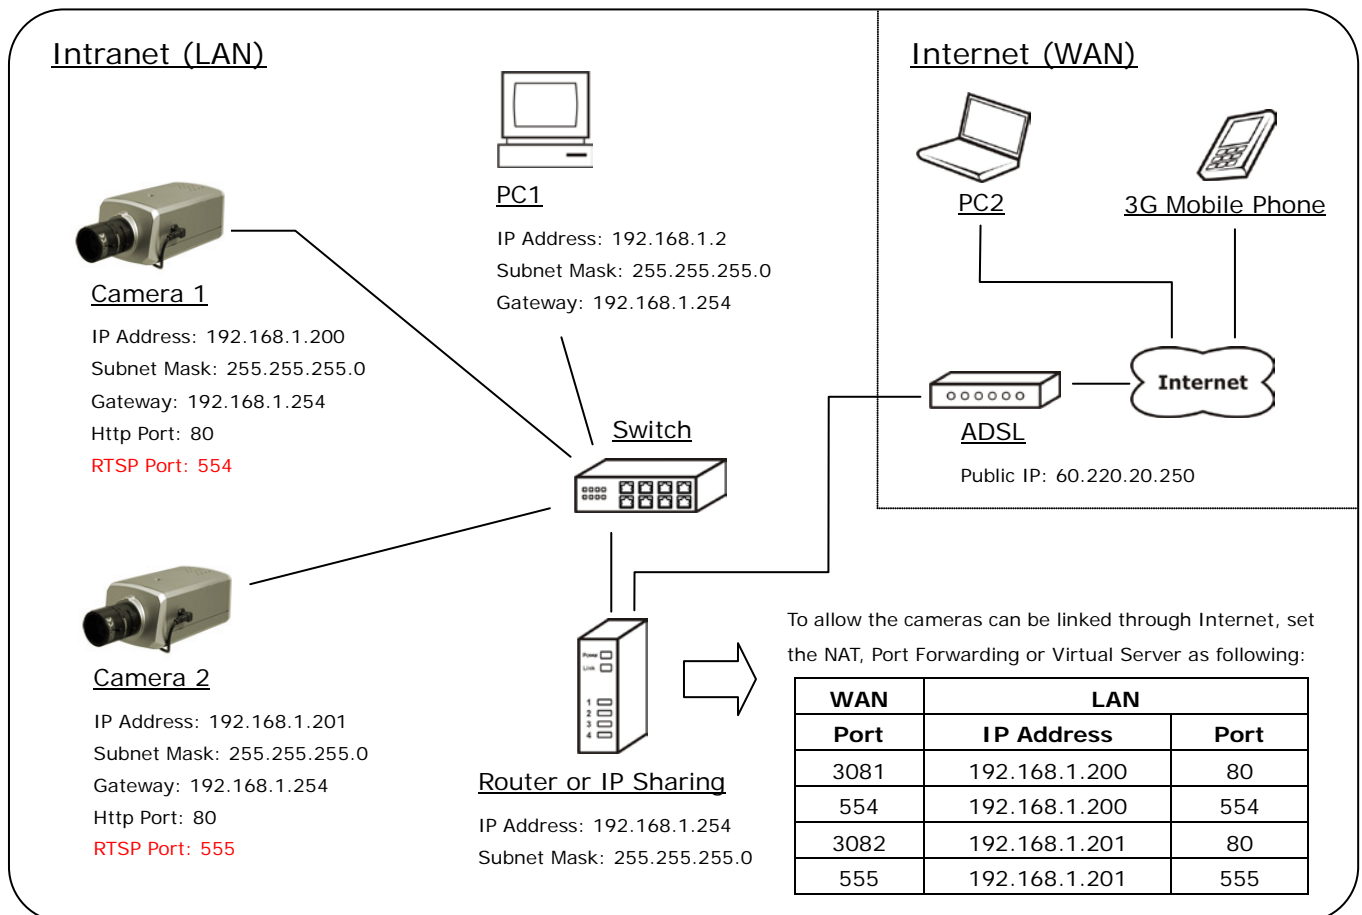 Intranet (LAN)
Internet (WAN)
PC1
IP Address: 192.168.1.2
Subnet Mask: 255.255.255.0
Gateway: 192.168.1.254
PC2
3G Mobile Phone
Camera 1
IP Address: 192.168.1.200
Subnet Mask: 255.255.255.0
Gateway: 192.168.1.254
Http Port: 80
RTSP Port: 554
Internet
ADSL
Public IP: 60.220.20.250
Switch
Camera 2
IP Address: 192.168.1.201
Subnet Mask: 255.255.255.0
Gateway: 192.168.1.254
Http Port: 80
RTSP Port: 555
Power
Link
1
2
3
4
Router or IP Sharing
IP Address: 192.168.1.254
Subnet Mask: 255.255.255.0
To allow the cameras can be linked through Internet, set
the NAT, Port Forwarding or Virtual Server as following:
WAN LAN
Port IP Address Port
3081 192.168.1.200 80
554 192.168.1.200 554
3082 192.168.1.201 80
555 192.168.1.201 555